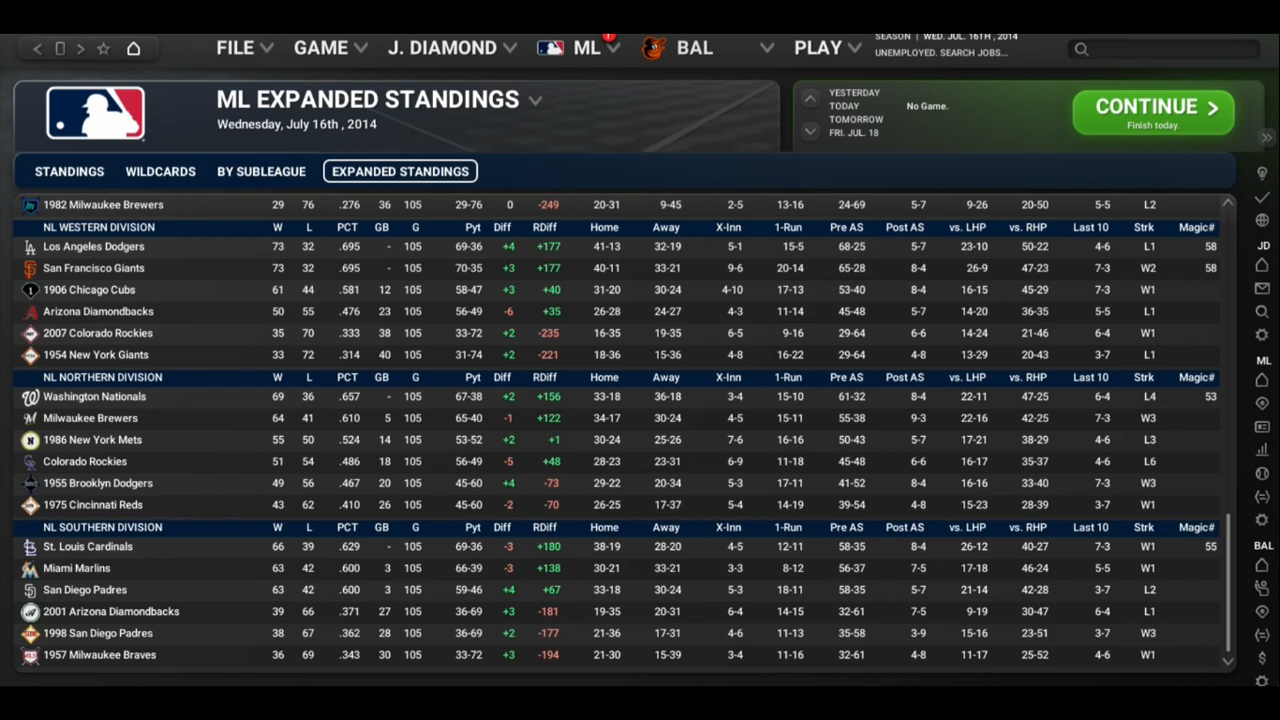 FILE GAME J. DIAMOND ML BAL PLAY SEASON | WED. JUL. 16TH , 2014
UNEMPLOYED. SEARCH JOBS...
ML EXPANDED STANDINGS
Wednesday, July 16th , 2014
YESTERDAY
TODAY No Game.
TOMORROW
FRI. JUL. 18
CONTINUE >
Finish today.
STANDINGS WILDCARDS BY SUBLEAGUE EXPANDED STANDINGS
1982 Milwaukee Brewers 29 76 .276 36 105 29-76 0 -249 20-31 9-45 2-5 13-16 24-69 5-7 9-26 20-50 5-5 L2
NL WESTERN DIVISION W L PCT GB G Pyt Diff RDiff Home Away X-Inn 1-Run Pre AS Post AS vs. LHP vs. RHP Last 10 Strk Magic#
Los Angeles Dodgers 73 32 .695 - 105 69-36 +4 +177 41-13 32-19 5-1 15-5 68-25 5-7 23-10 50-22 4-6 L1 58
San Francisco Giants 73 32 .695 - 105 70-35 +3 +177 40-11 33-21 9-6 20-14 65-28 8-4 26-9 47-23 7-3 W2 58
1906 Chicago Cubs 61 44 .581 12 105 58-47 +3 +40 31-20 30-24 4-10 17-13 53-40 8-4 16-15 45-29 7-3 W1
Arizona Diamondbacks 50 55 .476 23 105 56-49 -6 +35 26-28 24-27 4-3 11-14 45-48 5-7 14-20 36-35 5-5 L1
2007 Colorado Rockies 35 70 .333 38 105 33-72 +2 -235 16-35 19-35 6-5 9-16 29-64 6-6 14-24 21-46 6-4 W1
1954 New York Giants 33 72 .314 40 105 31-74 +2 -221 18-36 15-36 4-8 16-22 29-64 4-8 13-29 20-43 3-7 L1
NL NORTHERN DIVISION W L PCT GB G Pyt Diff RDiff Home Away X-Inn 1-Run Pre AS Post AS vs. LHP vs. RHP Last 10 Strk Magic#
Washington Nationals 69 36 .657 - 105 67-38 +2 +156 33-18 36-18 3-4 15-10 61-32 8-4 22-11 47-25 6-4 L4 53
Milwaukee Brewers 64 41 .610 5 105 65-40 -1 +122 34-17 30-24 4-5 15-11 55-38 9-3 22-16 42-25 7-3 W3
1986 New York Mets 55 50 .524 14 105 53-52 +2 +1 30-24 25-26 7-6 16-16 50-43 5-7 17-21 38-29 4-6 L3
Colorado Rockies 51 54 .486 18 105 56-49 -5 +48 28-23 23-31 6-9 11-18 45-48 6-6 16-17 35-37 4-6 L6
1955 Brooklyn Dodgers 49 56 .467 20 105 45-60 +4 -73 29-22 20-34 5-3 17-11 41-52 8-4 16-16 33-40 7-3 W3
1975 Cincinnati Reds 43 62 .410 26 105 45-60 -2 -70 26-25 17-37 5-4 14-19 39-54 4-8 15-23 28-39 3-7 W1
NL SOUTHERN DIVISION W L PCT GB G Pyt Diff RDiff Home Away X-Inn 1-Run Pre AS Post AS vs. LHP vs. RHP Last 10 Strk Magic#
St. Louis Cardinals 66 39 .629 - 105 69-36 -3 +180 38-19 28-20 4-5 12-11 58-35 8-4 26-12 40-27 7-3 W1 55
Miami Marlins 63 42 .600 3 105 66-39 -3 +138 30-21 33-21 3-3 8-12 56-37 7-5 17-18 46-24 5-5 W1
San Diego Padres 63 42 .600 3 105 59-46 +4 +67 33-18 30-24 5-3 18-11 58-35 5-7 21-14 42-28 3-7 L2
2001 Arizona Diamondbacks 39 66 .371 27 105 36-69 +3 -181 19-35 20-31 6-4 14-15 32-61 7-5 9-19 30-47 6-4 L1
1998 San Diego Padres 38 67 .362 28 105 36-69 +2 -177 21-36 17-31 4-6 11-13 35-58 3-9 15-16 23-51 3-7 W3
1957 Milwaukee Braves 36 69 .343 30 105 33-72 +3 -194 21-30 15-39 3-4 11-16 32-61 4-8 11-17 25-52 4-6 W1
JD
ML
BAL